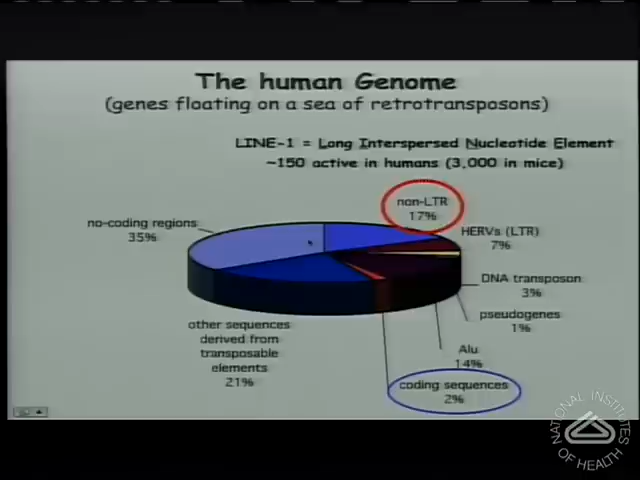 The human Genome
(genes floating on a sea of retrotransposons)
LINE-1 = Long Interspersed Nucleotide Element
~150 active in humans (3,000 in mice)
non-LTR
17%
no-coding regions
35%
HERVs (LTR)
7%
DNA transposon
3%
pseudogenes
1%
other sequences
derived from
transposable
elements
21%
Alu
14%
coding sequences
2%
NATIONAL INSTITUTES
OF HEALTH